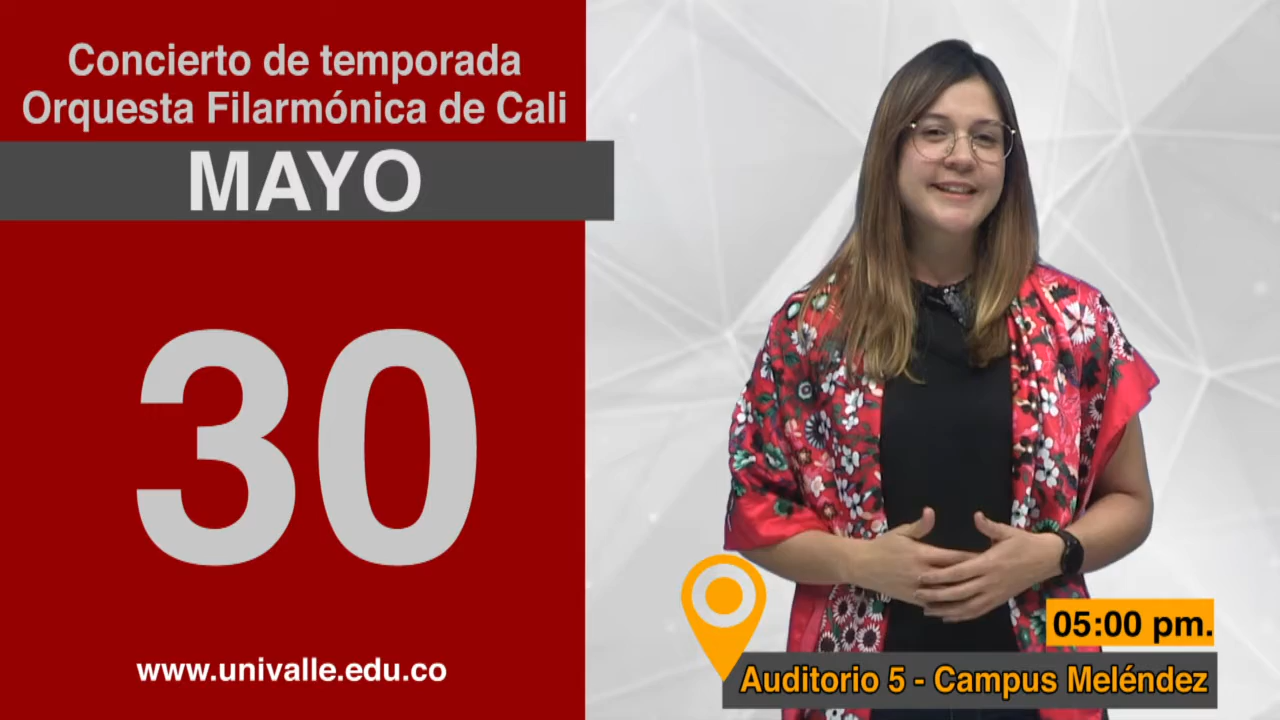 Concierto de temporada
Orquesta Filarmónica de Cali
MAYO
30
www.univalle.edu.co
05:00 pm.
Auditorio 5 - Campus Meléndez